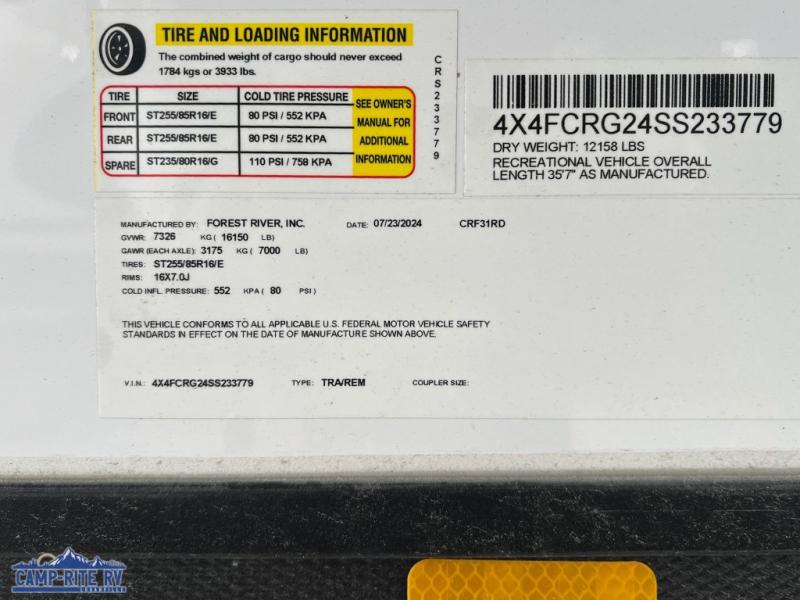 TIRE AND LOADING INFORMATION
The combined weight of cargo should never exceed
1784 kgs or 3933 lbs.
TIRE SIZE COLD TIRE PRESSURE
FRONT ST255/85R16/E 80 PSI / 552 KPA
REAR ST255/85R16/E 80 PSI / 552 KPA
SPARE ST235/80R16/G 110 PSI / 758 KPA
SEE OWNER'S
MANUAL FOR
ADDITIONAL
INFORMATION
CRS233779
4X4FCRG24SS233779
DRY WEIGHT: 12158 LBS
RECREATIONAL VEHICLE OVERALL
LENGTH 35'7" AS MANUFACTURED.
MANUFACTURED BY: FOREST RIVER, INC. DATE: 07/23/2024 CRF31RD
GVWR: 7326 KG ( 16150 LB)
GAWR (EACH AXLE): 3175 KG ( 7000 LB)
TIRES: ST255/85R16/E
RIMS: 16X7.0J
COLD INFL. PRESSURE: 552 KPA ( 80 PSI )
THIS VEHICLE CONFORMS TO ALL APPLICABLE U.S. FEDERAL MOTOR VEHICLE SAFETY
STANDARDS IN EFFECT ON THE DATE OF MANUFACTURE SHOWN ABOVE.
V.I.N.: 4X4FCRG24SS233779 TYPE: TRA/REM COUPLER SIZE:
CAMP-RITE RV